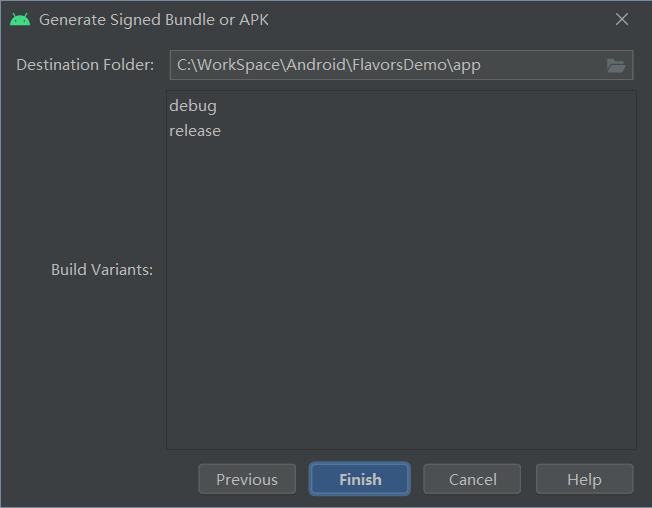 Generate Signed Bundle or APK
Destination Folder: C:\WorkSpace\Android\FlavorsDemo\app
debug
release
Build Variants:
Previous Finish Cancel Help